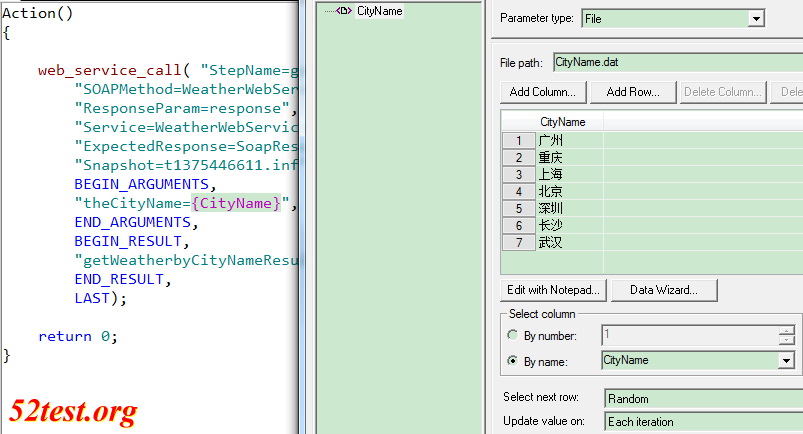 Action()
{
web_service_call( "StepName=g
"SOAPMethod=WeatherWebSer
"ResponseParam=response",
"Service=WeatherWebServic
"ExpectedResponse=SoapRes
"Snapshot=t1375446611.inf
BEGIN_ARGUMENTS,
"theCityName={CityName}",
END_ARGUMENTS,
BEGIN_RESULT,
"getWeatherbyCityNameResu
END_RESULT,
LAST);
return 0;
}
52test.org
CityName
Parameter type: File
File path: CityName.dat
Add Column... Add Row... Delete Column... Dele
CityName
1 广州
2 重庆
3 上海
4 北京
5 深圳
6 长沙
7 武汉
Edit with Notepad... Data Wizard...
Select column
By number: 1
By name: CityName
Select next row: Random
Update value on: Each iteration